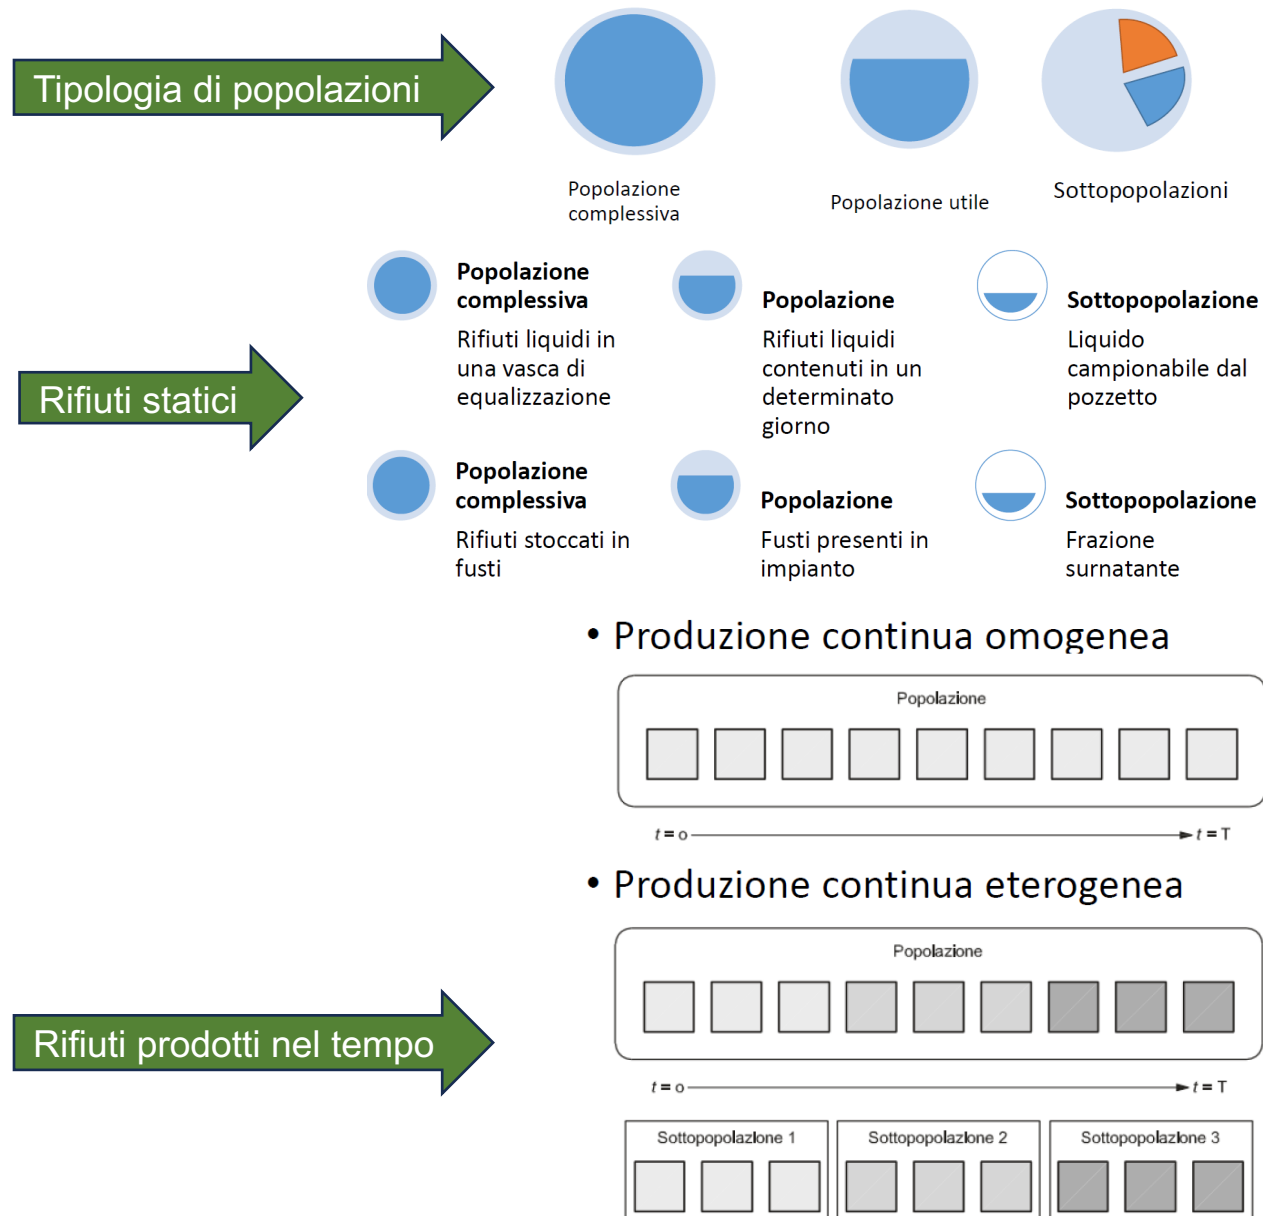 Tipologia di popolazioni
Popolazione
complessiva
Popolazione utile
Sottopopolazioni
Rifiuti statici
Popolazione
complessiva
Rifiuti liquidi in
una vasca di
equalizzazione
Popolazione
Rifiuti liquidi
contenuti in un
determinato
giorno
Sottopopolazione
Liquido
campionabile dal
pozzetto
Popolazione
complessiva
Rifiuti stoccati in
fusti
Popolazione
Fusti presenti in
impianto
Sottopopolazione
Frazione
surnatante
• Produzione continua omogenea
Popolazione
t = o
t = T
• Produzione continua eterogenea
Rifiuti prodotti nel tempo
Popolazione
t = o
t = T
Sottopopolazione 1
Sottopopolazione 2
Sottopopolazione 3